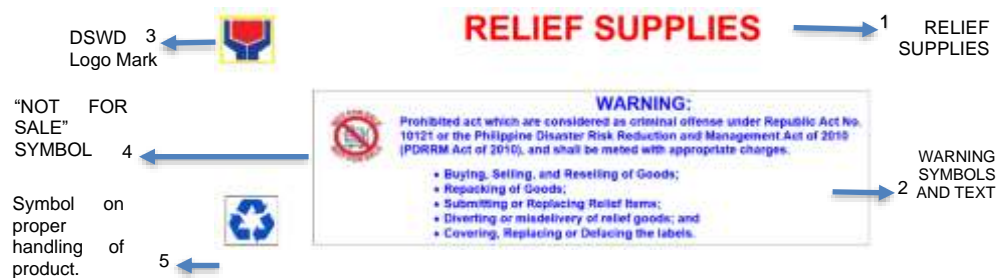 DSWD 3
Logo Mark
RELIEF SUPPLIES
1 RELIEF
SUPPLIES
"NOT FOR
SALE"
SYMBOL 4
WARNING:
Prohibited act which are considered as criminal offense under Republic Act No.
10121 or the Philippine Disaster Risk Reduction and Management Act of 2010
(PDRRM Act of 2010), and shall be meted with appropriate charges.
• Buying, Selling, and Reselling of Goods;
• Repacking of Goods;
• Submitting or Replacing Relief Items;
• Diverting or misdelivery of relief goods; and
• Covering, Replacing or Defacing the labels.
WARNING
SYMBOLS
2 AND TEXT
Symbol on
proper
handling of
product. 5